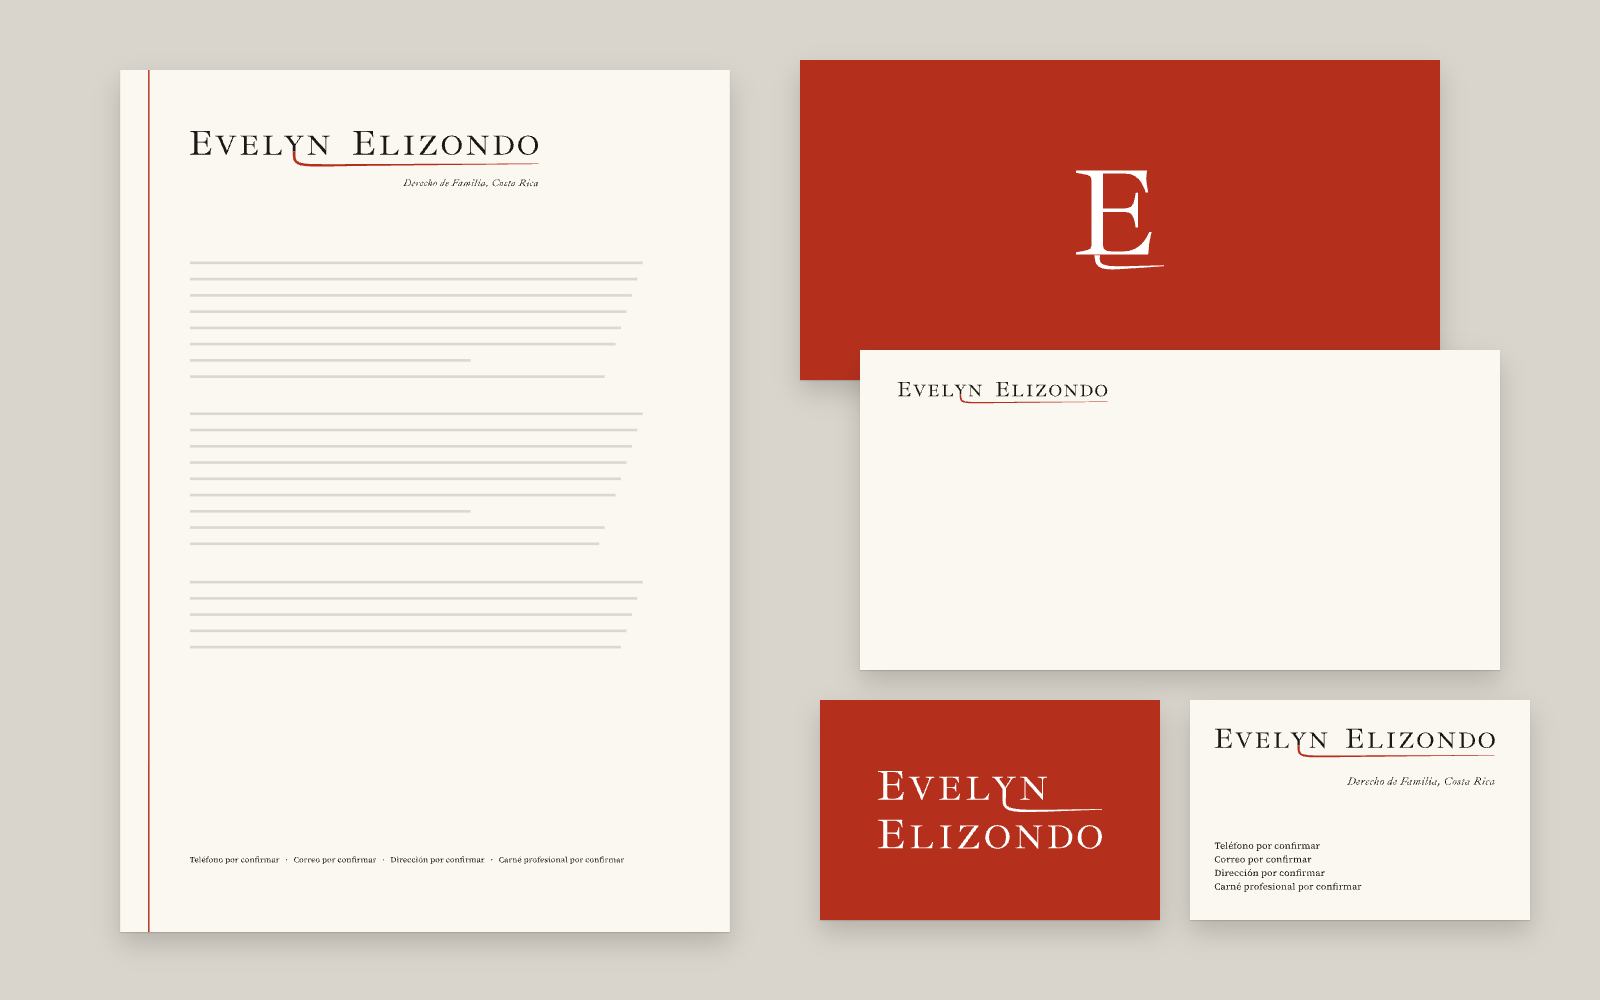 EVELYN ELIZONDO
Derecho de Familia, Costa Rica
Teléfono por confirmar · Correo por confirmar · Dirección por confirmar · Carné profesional por confirmar
E
EVELYN ELIZONDO
EVELYN
ELIZONDO
EVELYN ELIZONDO
Derecho de Familia, Costa Rica
Teléfono por confirmar
Correo por confirmar
Dirección por confirmar
Carné profesional por confirmar